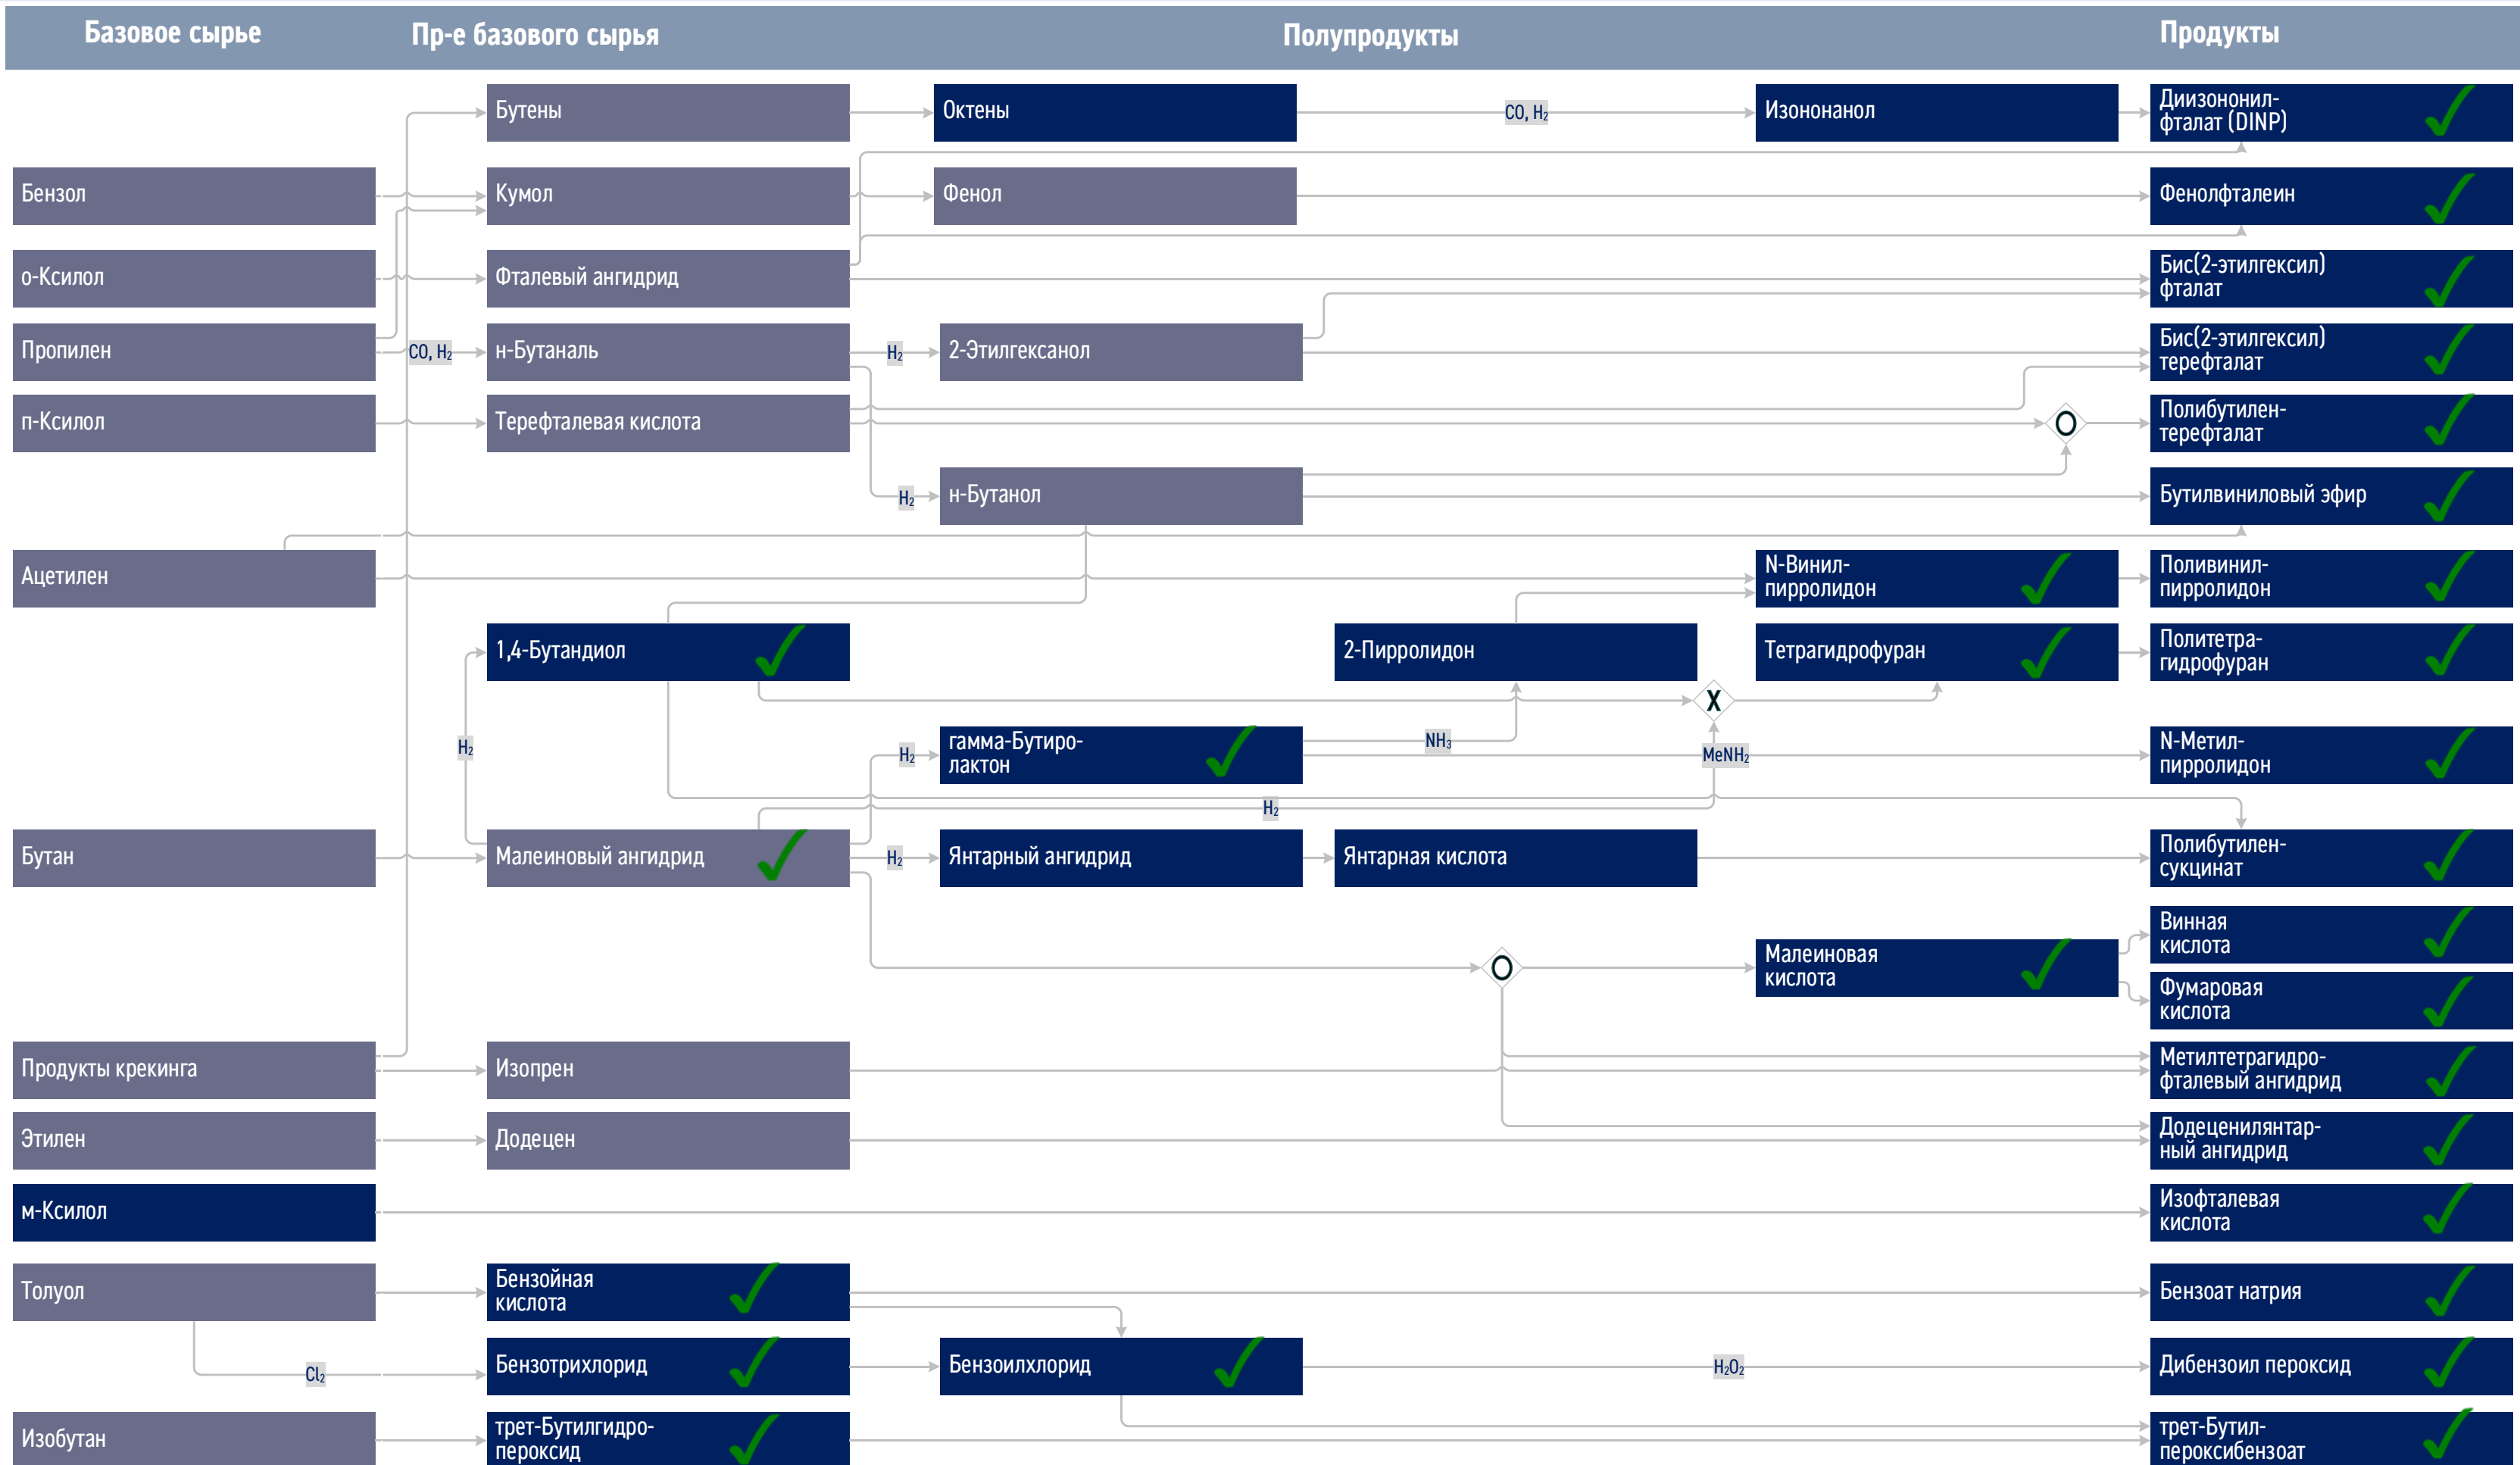 Базовое сырье
Пр-е базового сырья
Полупродукты
Продукты
Бутены
Октены
CO, H₂
Изононанол
Диизононил-
фталат (DINP)
Бензол
Кумол
Фенол
Фенолфталеин
о-Ксилол
Фталевый ангидрид
Бис(2-этилгексил)
фталат
Пропилен
CO, H₂
н-Бутаналь
H₂
2-Этилгексанол
Бис(2-этилгексил)
терефталат
п-Ксилол
Терефталевая кислота
O
Полибутилен-
терефталат
H₂
н-Бутанол
Бутилвиниловый эфир
Ацетилен
N-Винил-
пирролидон
Поливинил-
пирролидон
1,4-Бутандиол
2-Пирролидон
Тетрагидрофуран
Политетра-
гидрофуран
X
H₂
H₂
гамма-Бутиро-
лактон
NH₃
MeNH₂
N-Метил-
пирролидон
H₂
Бутан
Малеиновый ангидрид
H₂
Янтарный ангидрид
Янтарная кислота
Полибутилен-
сукцинат
O
Малеиновая
кислота
Винная
кислота
Фумаровая
кислота
Продукты крекинга
Изопрен
Метилтетрагидро-
фталевый ангидрид
Этилен
Додецен
Додеценилянтар-
ный ангидрид
м-Ксилол
Изофталевая
кислота
Толуол
Бензойная
кислота
Бензоат натрия
Cl₂
Бензотрихлорид
Бензоилхлорид
H₂O₂
Дибензоил пероксид
Изобутан
трет-Бутилгидро-
пероксид
трет-Бутил-
пероксибензоат